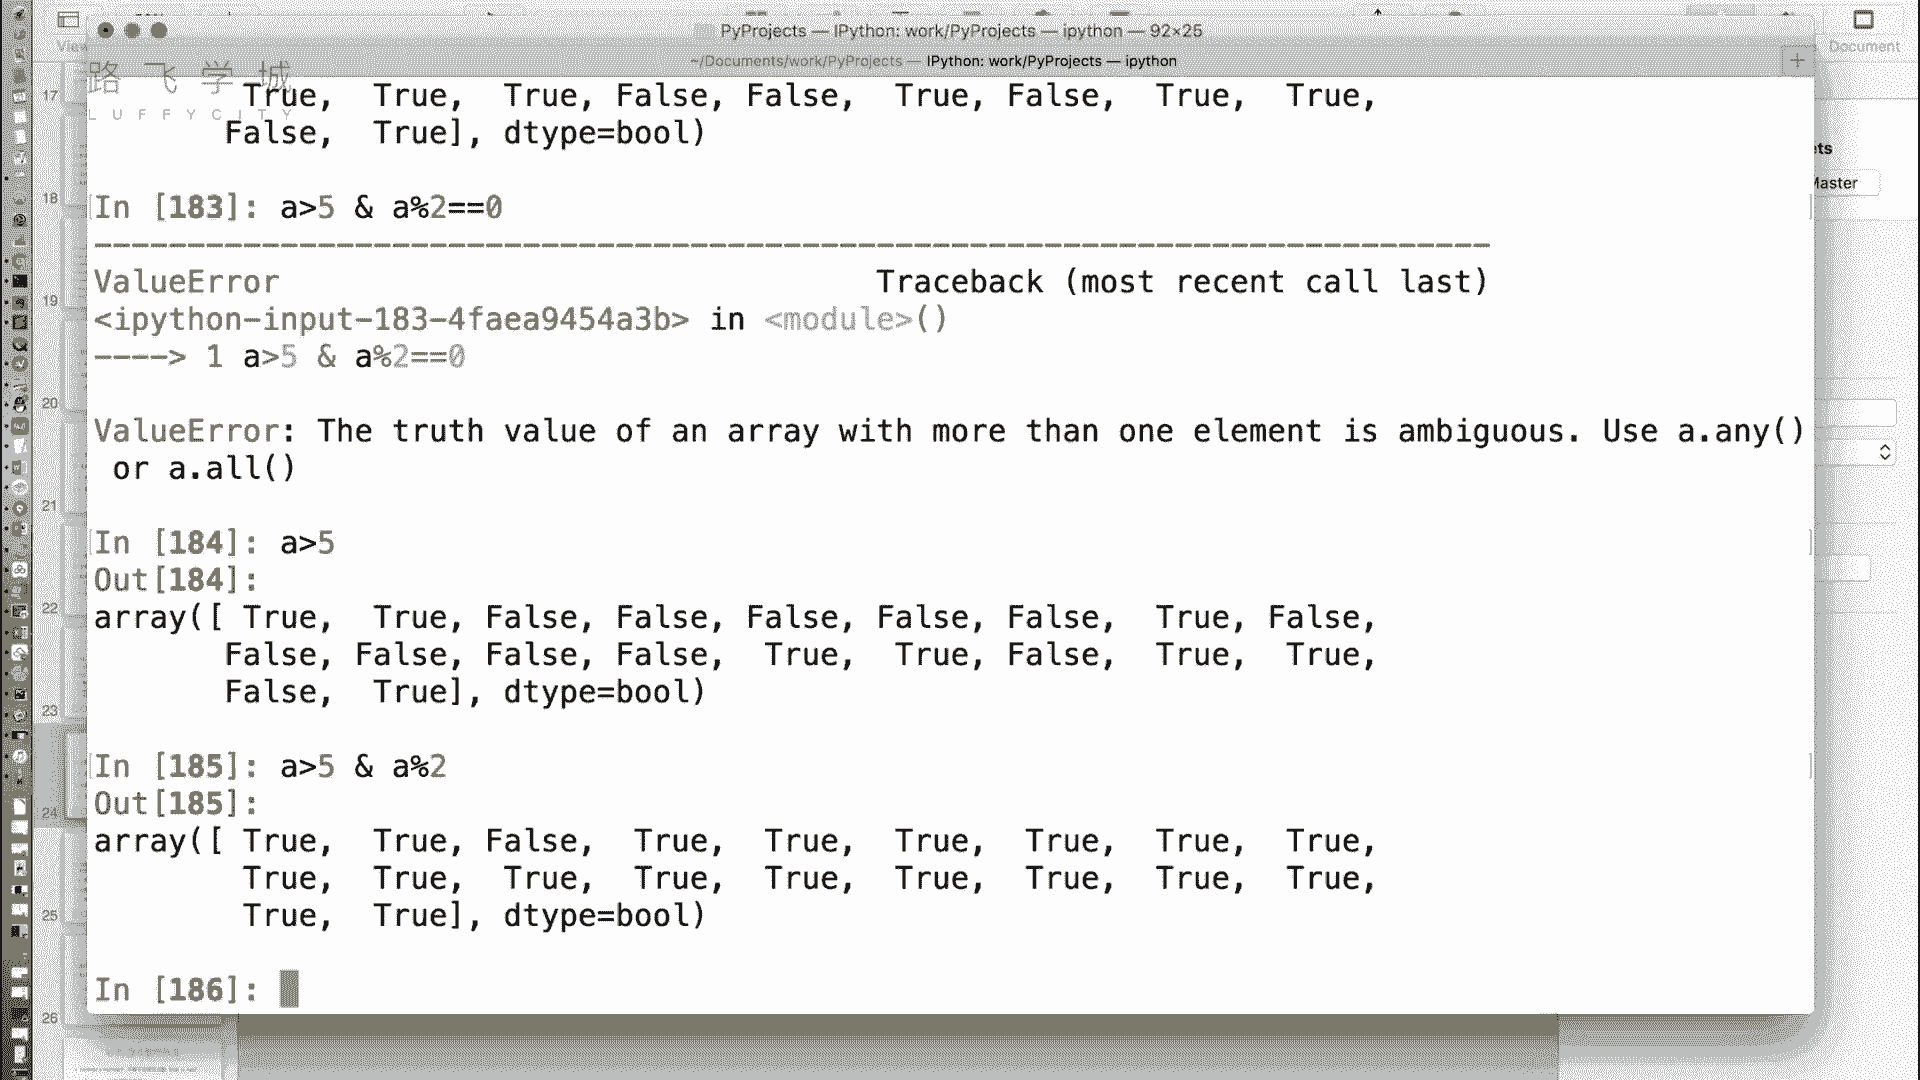 PyProjects — IPython: work/PyProjects — ipython — 92×25
~/Documents/work/PyProjects — IPython: work/PyProjects — ipython
View
Document
路飞学城
LUFFYCITY
True,  True,  True, False, False,  True, False,  True,  True,
False,  True], dtype=bool)
In [183]: a>5 & a%2==0
---------------------------------------------------------------------------
ValueError                                Traceback (most recent call last)
<ipython-input-183-4faea9454a3b> in <module>()
----> 1 a>5 & a%2==0
ValueError: The truth value of an array with more than one element is ambiguous. Use a.any()
or a.all()
In [184]: a>5
Out[184]:
array([ True,  True, False, False, False, False, False,  True, False,
False, False, False, False,  True,  True, False,  True,  True,
False,  True], dtype=bool)
In [185]: a>5 & a%2
Out[185]:
array([ True,  True, False,  True,  True,  True,  True,  True,  True,
True,  True,  True,  True,  True,  True,  True,  True,  True,
True,  True], dtype=bool)
In [186]:
17
18
19
20
21
22
23
24
25
26
ets
Master